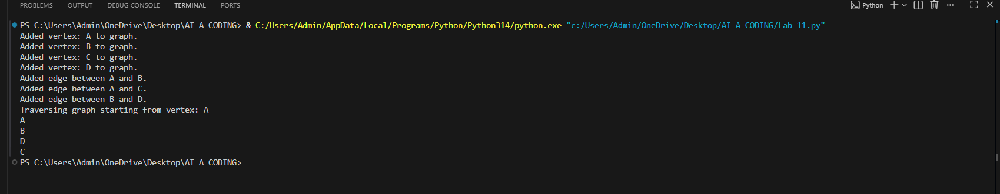 PROBLEMS OUTPUT DEBUG CONSOLE TERMINAL PORTS Python
PS C:\Users\Admin\OneDrive\Desktop\AI A CODING> & C:/Users/Admin/AppData/Local/Programs/Python/Python314/python.exe "c:/Users/Admin/OneDrive/Desktop/AI A CODING/Lab-11.py"
Added vertex: A to graph.
Added vertex: B to graph.
Added vertex: C to graph.
Added vertex: D to graph.
Added edge between A and B.
Added edge between A and C.
Added edge between B and D.
Traversing graph starting from vertex: A
A
B
D
C
PS C:\Users\Admin\OneDrive\Desktop\AI A CODING>